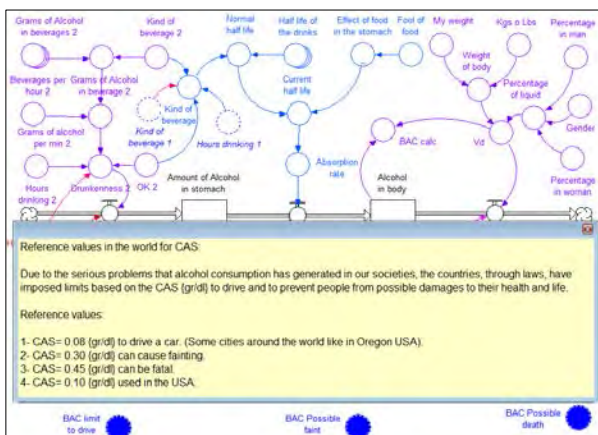 Grams of Alcohol
in beverages 2
Kind of
beverage 2
Normal
half life
Half life of
the drinks
Effect of food
in the stomach
Fool of
food
My weight
Kgs o Lbs
Percentage
in man
Beverages per
hour 2
Grams of Alcohol
in beverage 2
Kind of
beverage
Current
half life
Weight
of body
Percentage
of liquid
Grams of alcohol
per min 2
Kind of
beverage 1
Hours drinking 1
BAC calc
Vd
Gender
Hours
drinking 2
Drunkenness 2
OK 2
Amount of Alcohol
in stomach
Absorption
rate
Alcohol
in body
Percentage
in woman
Reference values in the world for CAS:
Due to the serious problems that alcohol consumption has generated in our societies, the countries, through laws, have
imposed limits based on the CAS {gr/dl} to drive and to prevent people from possible damages to their health and life.
Reference values:
1- CAS= 0.08 {gr/dl} to drive a car. (Some cities around the world like in Oregon USA).
2- CAS= 0.30 {gr/dl} can cause fainting.
3- CAS= 0.45 {gr/dl} can be fatal.
4- CAS= 0.10 {gr/dl} used in the USA.
BAC limit
to drive
BAC Possible
faint
BAC Possible
death